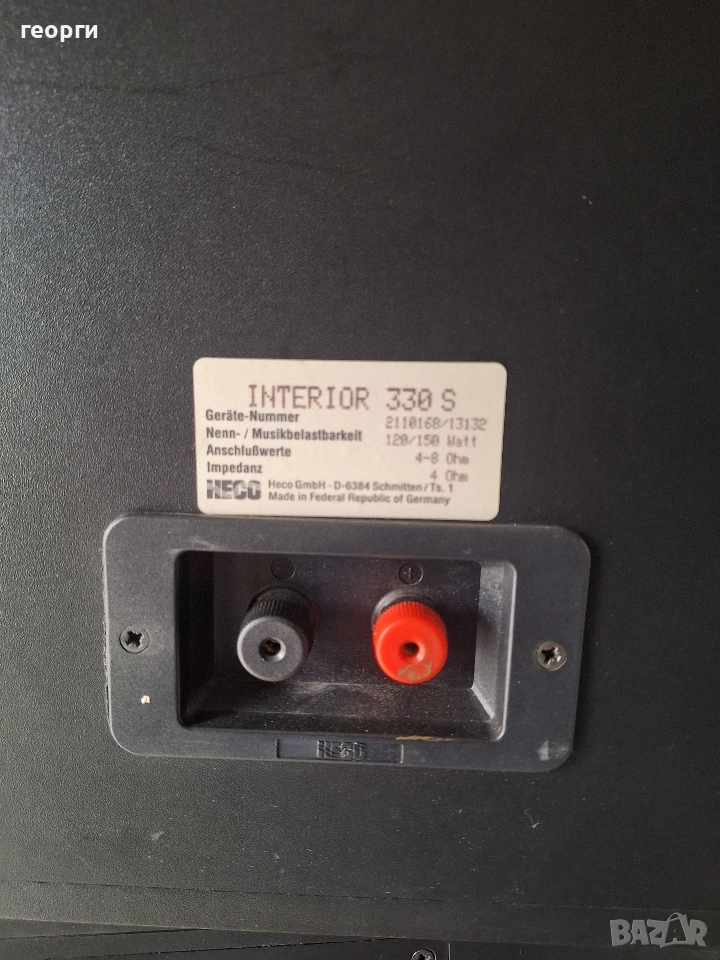 георги
INTERIOR 330 S
Geräte-Nummer 2110168/13132
Nenn- / Musikbelastbarkeit 120/150 Watt
Anschlußwerte 4-8 Ohm
Impedanz 4 Ohm
HECO Heco GmbH · D-6384 Schmitten/Ts. 1
Made in Federal Republic of Germany
- +
HECO
BAZAR